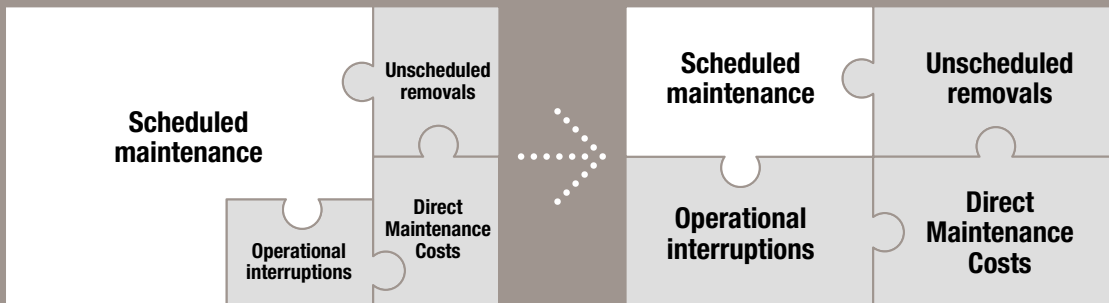 Scheduled
maintenance
Unscheduled
removals
Operational
interruptions
Direct
Maintenance
Costs
Scheduled
maintenance
Unscheduled
removals
Operational
interruptions
Direct
Maintenance
Costs